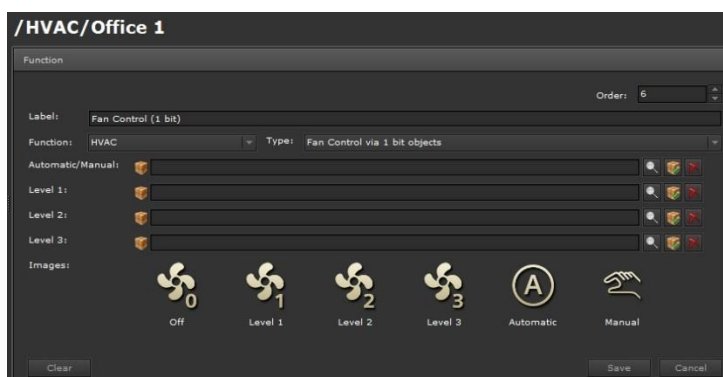 /HVAC/Office 1
Function
Order: 6
Label: Fan Control (1 bit)
Function: HVAC Type: Fan Control via 1 bit objects
Automatic/Manual:
Level 1:
Level 2:
Level 3:
Images:
0 1 2 3 A
Off Level 1 Level 2 Level 3 Automatic Manual
Clear Save Cancel